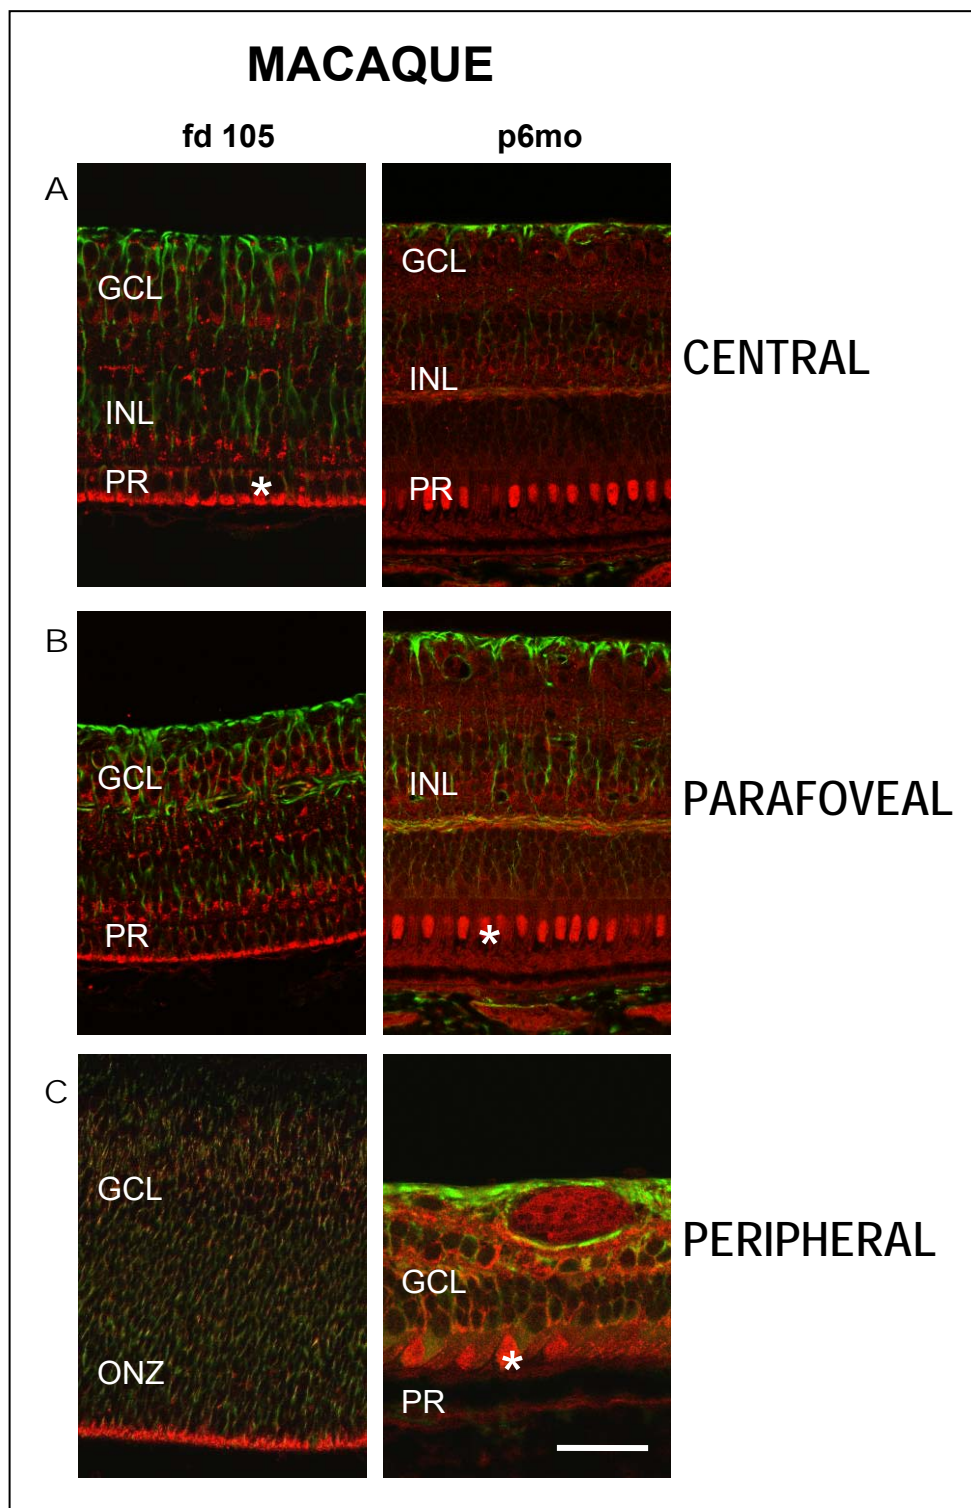 MACAQUE
fd 105 p6mo
A
GCL
INL
PR
*
GCL
INL
PR
CENTRAL
B
GCL
PR
INL
*
PARAFOVEAL
C
GCL
ONZ
GCL
*
PR
PERIPHERAL